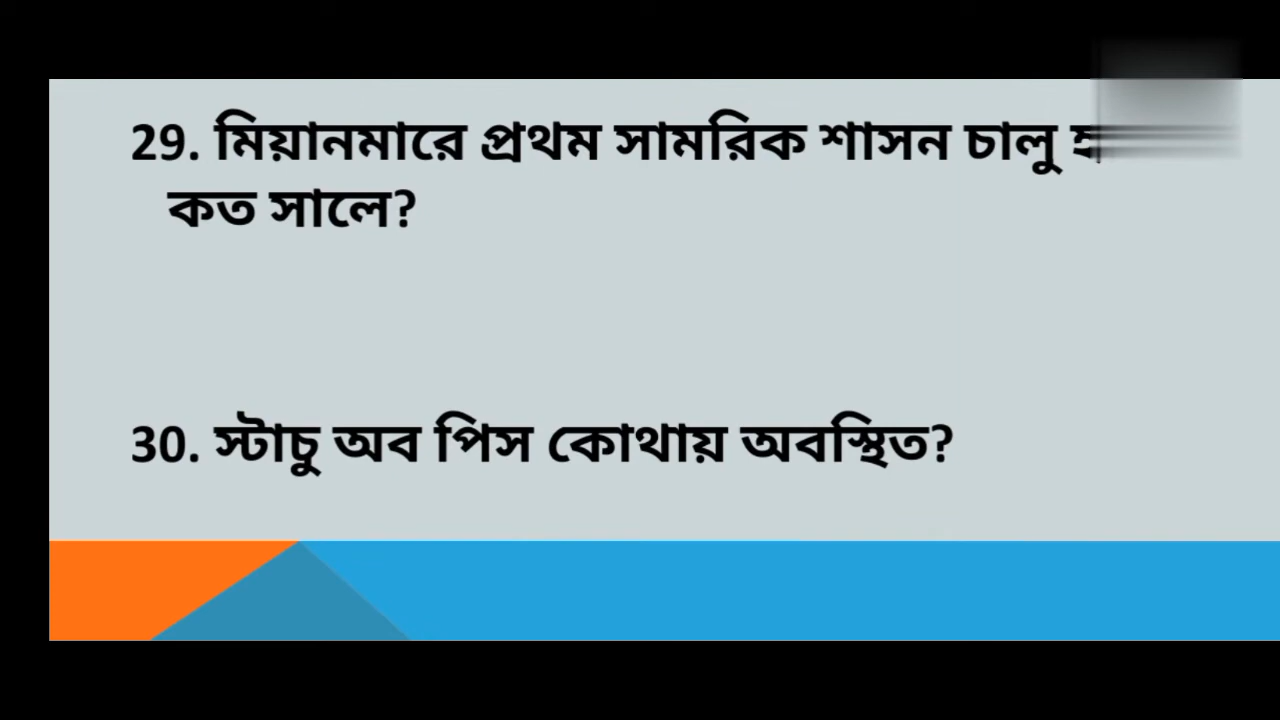 29. মিয়ানমারে প্রথম সামরিক শাসন চালু
কত সালে?
30. স্টাচু অব পিস কোথায় অবস্থিত?